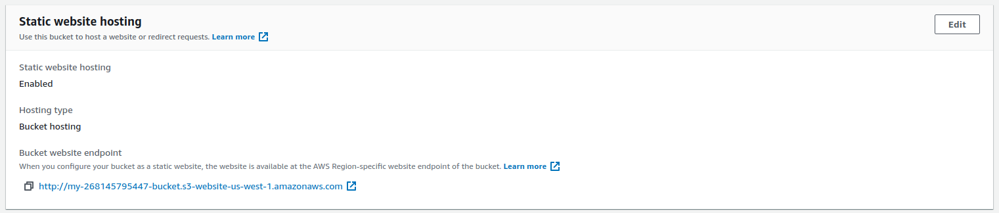 Static website hosting
Edit
Use this bucket to host a website or redirect requests. Learn more
Static website hosting
Enabled
Hosting type
Bucket hosting
Bucket website endpoint
When you configure your bucket as a static website, the website is available at the AWS Region-specific website endpoint of the bucket. Learn more
http://my-268145795447-bucket.s3-website-us-west-1.amazonaws.com